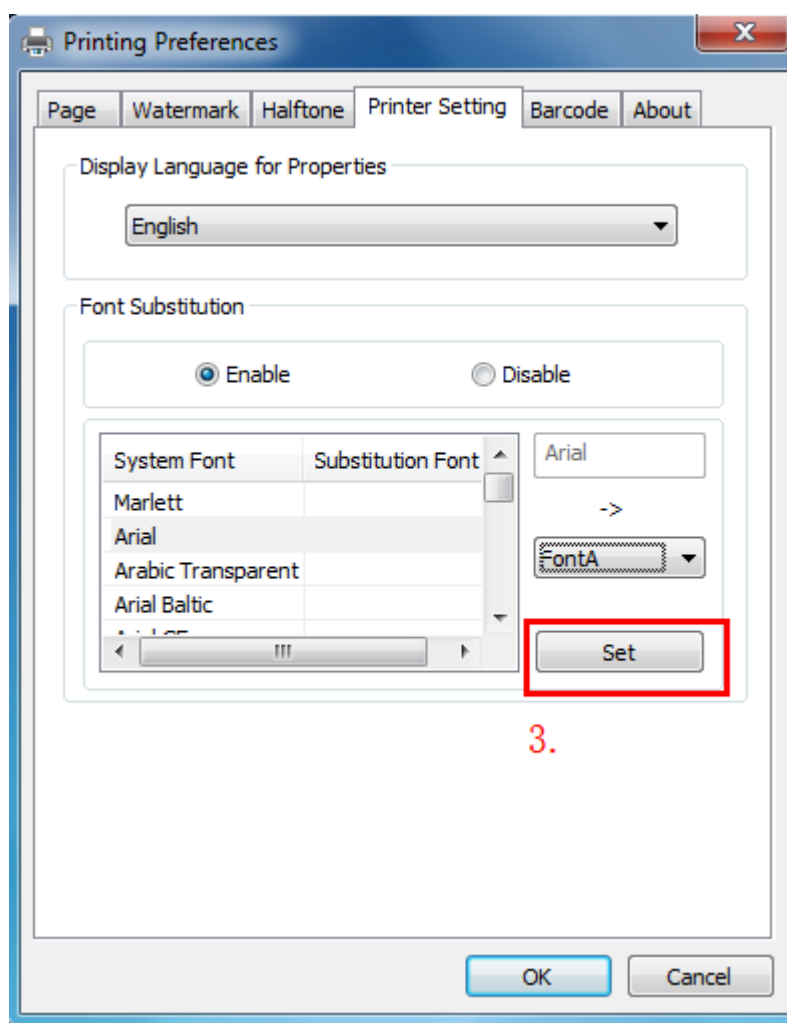 Printing Preferences
Page Watermark Halftone Printer Setting Barcode About
Display Language for Properties
English
Font Substitution
Enable Disable
System Font Substitution Font
Marlett
Arial
Arabic Transparent
Arial Baltic
Arial
->
FontA
Set
3.
OK Cancel